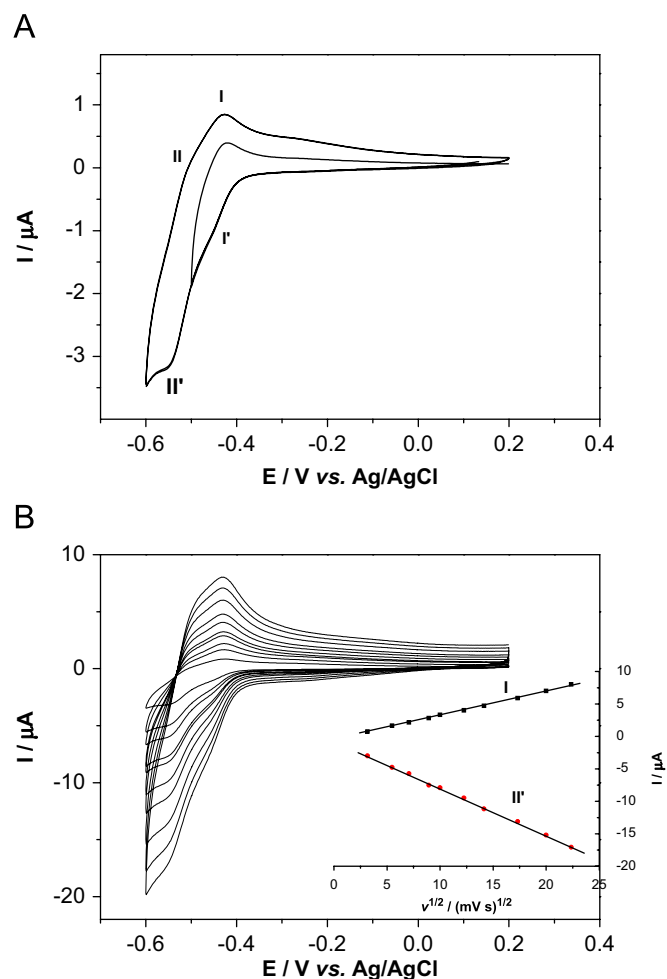 A
I
II
I'
II'
1
0
-1
-2
-3
I / µA
-0.6 -0.4 -0.2 0.0 0.2 0.4
E / V vs. Ag/AgCl
B
10
0
-10
-20
I / µA
I
II'
10
5
0
-5
-10
-15
-20
I / µA
0 5 10 15 20 25
v1/2 / (mV s)1/2
-0.6 -0.4 -0.2 0.0 0.2 0.4
E / V vs. Ag/AgCl